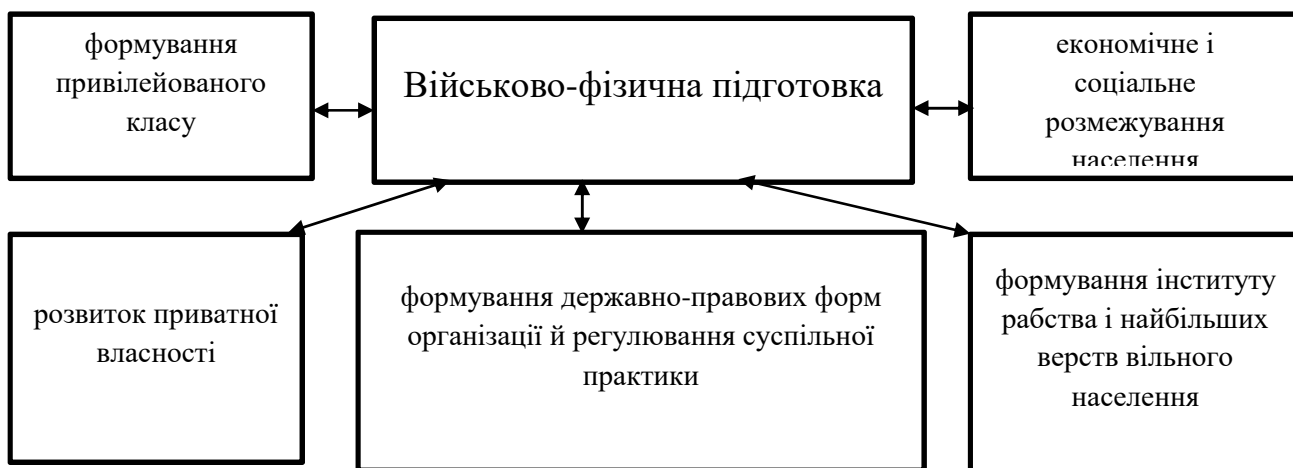 формування
привілейованого
класу
Військово-фізична підготовка
економічне і
соціальне
розмежування
населення
розвиток приватної
власності
формування державно-правових форм
організації й регулювання суспільної
практики
формування інституту
рабства і найбільших
верств вільного
населення